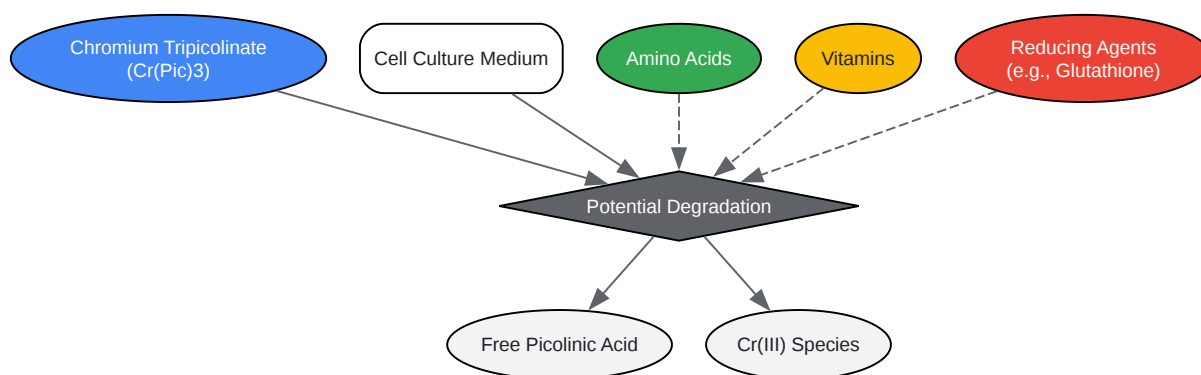 Chromium Tripicolinate
(Cr(Pic)3)
Cell Culture Medium
Amino Acids
Vitamins
Reducing Agents
(e.g., Glutathione)
Potential Degradation
Free Picolinic Acid
Cr(III) Species